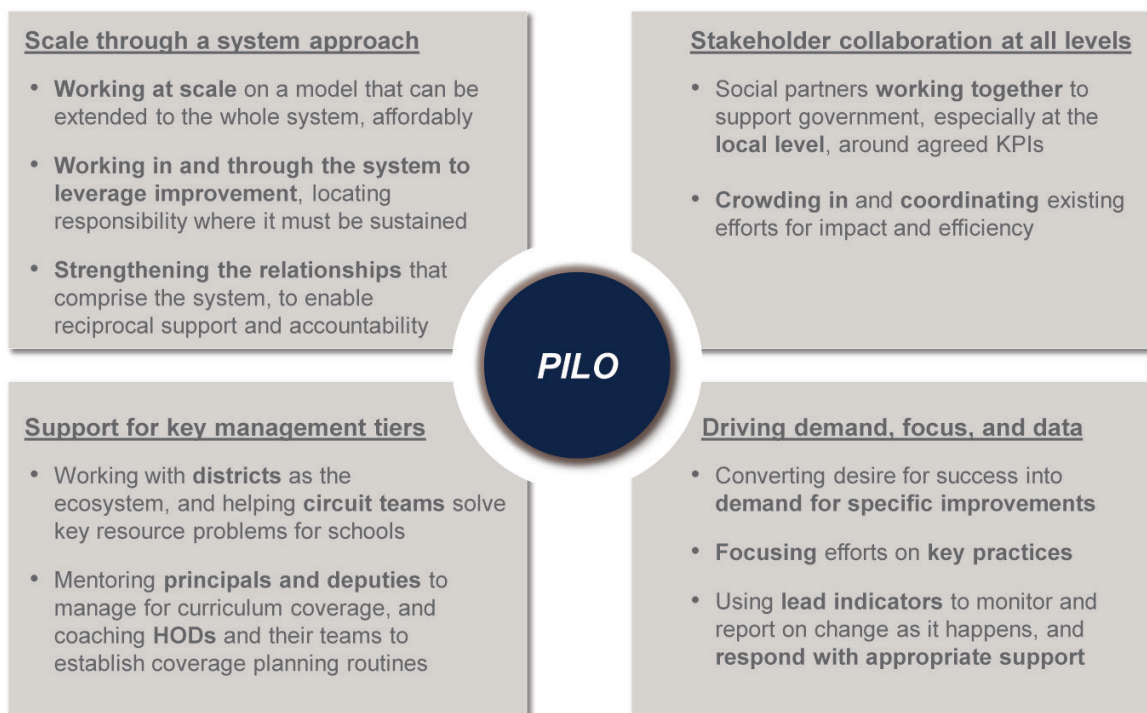 Scale through a system approach
• Working at scale on a model that can be
extended to the whole system, affordably
• Working in and through the system to
leverage improvement, locating
responsibility where it must be sustained
• Strengthening the relationships that
comprise the system, to enable
reciprocal support and accountability
Stakeholder collaboration at all levels
• Social partners working together to
support government, especially at the
local level, around agreed KPIs
• Crowding in and coordinating existing
efforts for impact and efficiency
PILO
Support for key management tiers
• Working with districts as the
ecosystem, and helping circuit teams solve
key resource problems for schools
• Mentoring principals and deputies to
manage for curriculum coverage, and
coaching HODs and their teams to
establish coverage planning routines
Driving demand, focus, and data
• Converting desire for success into
demand for specific improvements
• Focusing efforts on key practices
• Using lead indicators to monitor and
report on change as it happens, and
respond with appropriate support